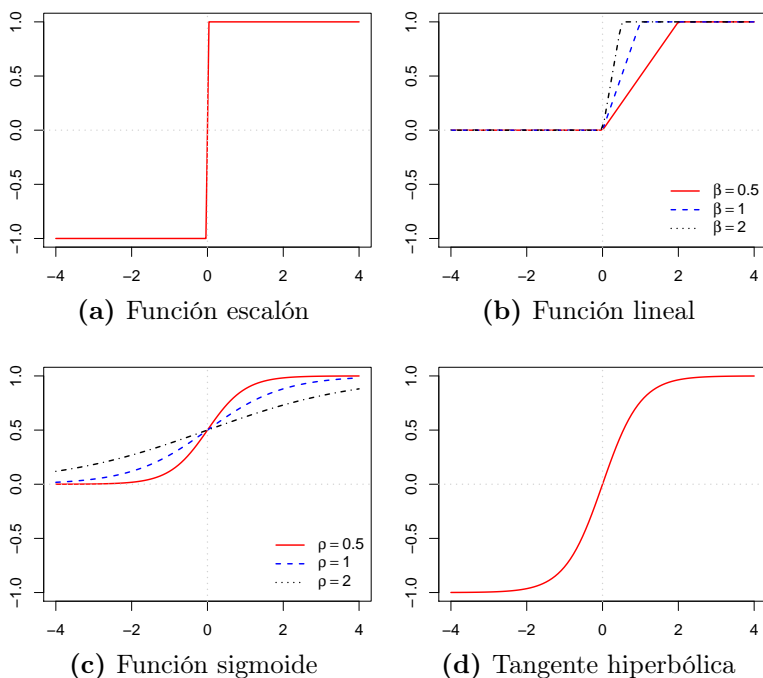 1.0
0.5
0.0
−0.5
−1.0
−4 −2 0 2 4
(a) Función escalón
1.0
0.5
0.0
−0.5
−1.0
β = 0.5
β = 1
β = 2
−4 −2 0 2 4
(b) Función lineal
1.0
0.5
0.0
−0.5
−1.0
ρ = 0.5
ρ = 1
ρ = 2
−4 −2 0 2 4
(c) Función sigmoide
1.0
0.5
0.0
−0.5
−1.0
−4 −2 0 2 4
(d) Tangente hiperbólica